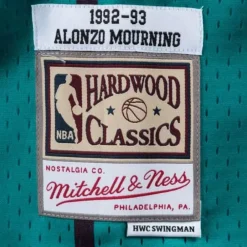 1992-93
ALONZO MOURNING
HARDWOOD
NBA
CLASSICS
NOSTALGIA CO.
Mitchell & Ness
PHILADELPHIA, PA.
HWC SWINGMAN